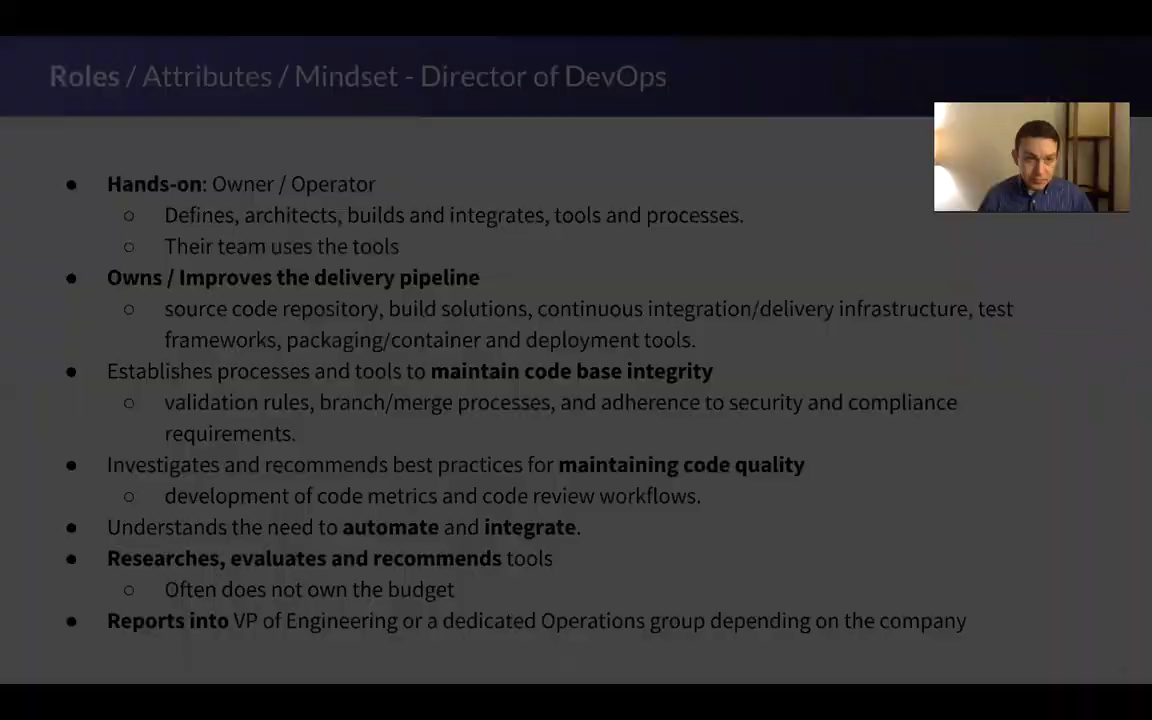 Roles / Attributes / Mindset - Director of DevOps
● Hands-on: Owner / Operator
○ Defines, architects, builds and integrates, tools and processes.
○ Their team uses the tools
● Owns / Improves the delivery pipeline
○ source code repository, build solutions, continuous integration/delivery infrastructure, test
frameworks, packaging/container and deployment tools.
● Establishes processes and tools to maintain code base integrity
○ validation rules, branch/merge processes, and adherence to security and compliance
requirements.
● Investigates and recommends best practices for maintaining code quality
○ development of code metrics and code review workflows.
● Understands the need to automate and integrate.
● Researches, evaluates and recommends tools
○ Often does not own the budget
● Reports into VP of Engineering or a dedicated Operations group depending on the company